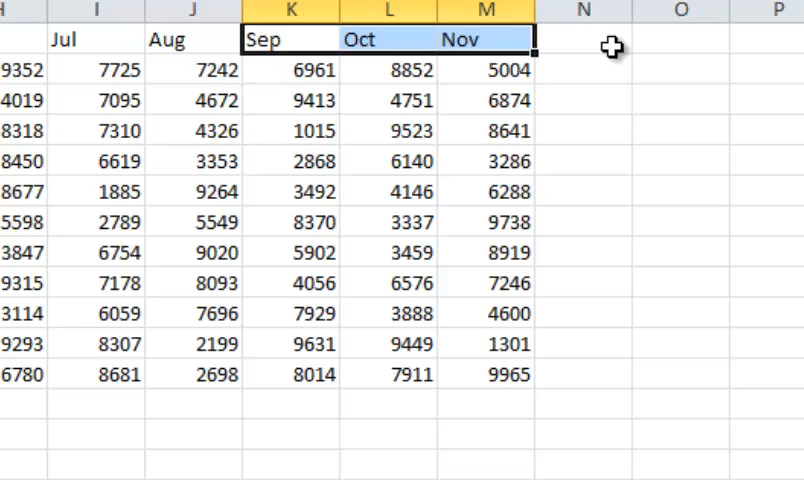 H I J K L M N O P
Jul Aug Sep Oct Nov
9352 7725 7242 6961 8852 5004
4019 7095 4672 9413 4751 6874
8318 7310 4326 1015 9523 8641
8450 6619 3353 2868 6140 3286
8677 1885 9264 3492 4146 6288
5598 2789 5549 8370 3337 9738
3847 6754 9020 5902 3459 8919
9315 7178 8093 4056 6576 7246
3114 6059 7696 7929 3888 4600
9293 8307 2199 9631 9449 1301
6780 8681 2698 8014 7911 9965